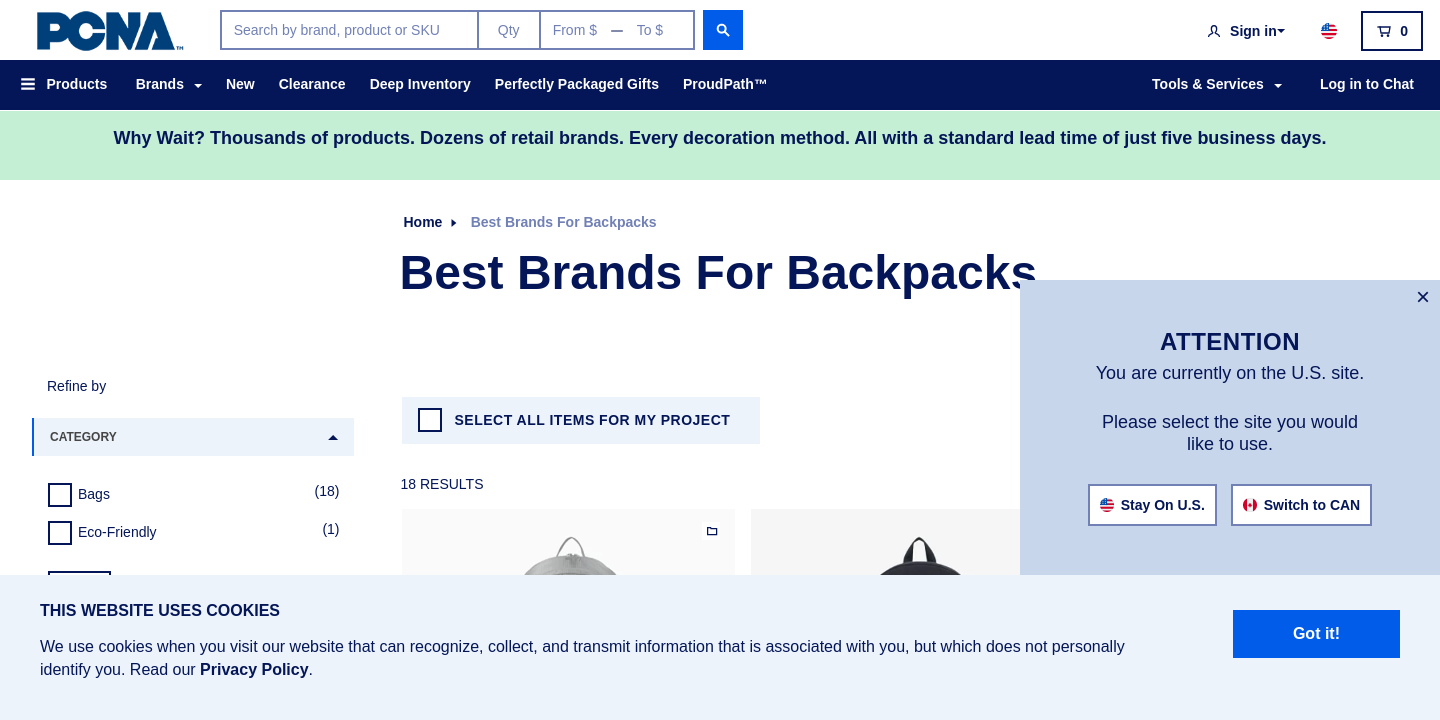 PCNA™
Search by brand, product or SKU
Qty
From $ — To $
Sign in
0
Products Brands New Clearance Deep Inventory Perfectly Packaged Gifts ProudPath™ Tools & Services Log in to Chat
Why Wait? Thousands of products. Dozens of retail brands. Every decoration method. All with a standard lead time of just five business days.
Home Best Brands For Backpacks
Best Brands For Backpacks
×
ATTENTION
You are currently on the U.S. site.
Please select the site you would
like to use.
Stay On U.S. Switch to CAN
Refine by
CATEGORY
Bags (18)
Eco-Friendly (1)
SELECT ALL ITEMS FOR MY PROJECT
18 RESULTS
THIS WEBSITE USES COOKIES
We use cookies when you visit our website that can recognize, collect, and transmit information that is associated with you, but which does not personally
identify you. Read our Privacy Policy.
Got it!